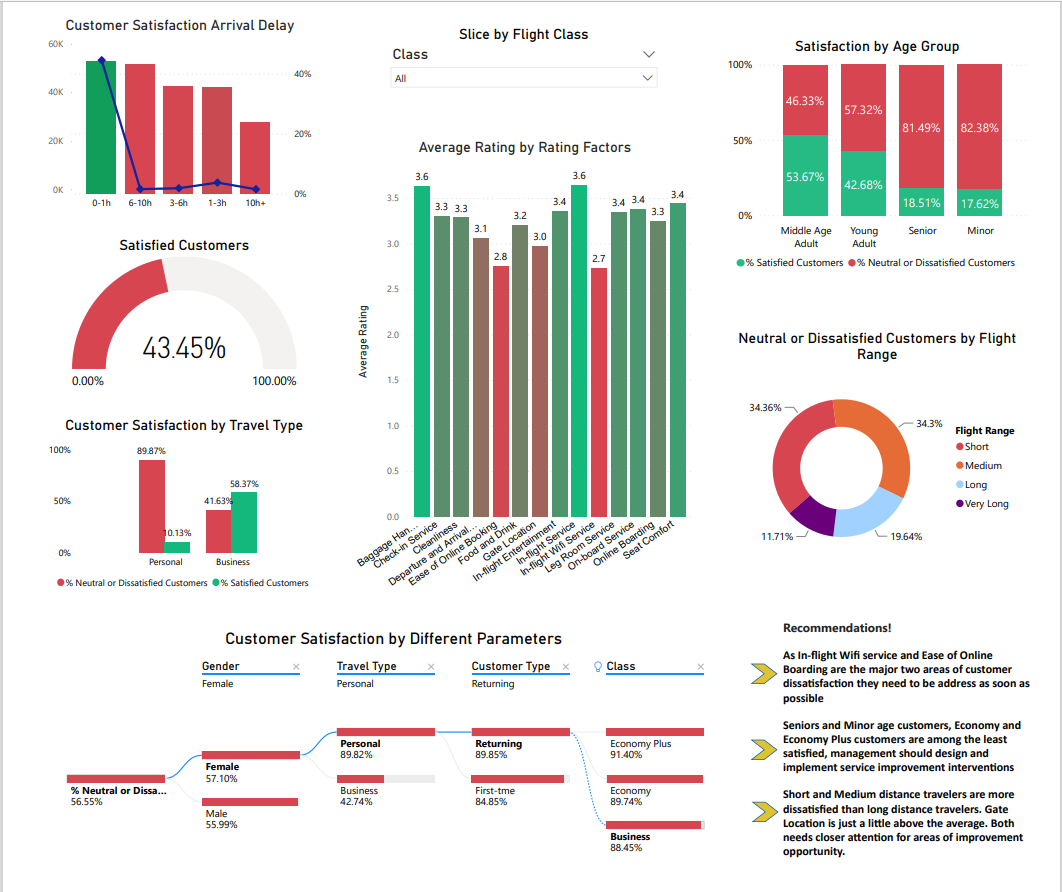 Customer Satisfaction Arrival Delay
60K
40K
20K
0K
40%
20%
0%
0-1h
6-10h
3-6h
1-3h
10h+
Satisfied Customers
43.45%
0.00%
100.00%
Customer Satisfaction by Travel Type
100%
50%
0%
89.87%
10.13%
41.63%
58.37%
Personal
Business
% Neutral or Dissatisfied Customers
% Satisfied Customers
Slice by Flight Class
Class
All
Average Rating by Rating Factors
Average Rating
3.5
3.0
2.5
2.0
1.5
1.0
0.5
0.0
3.6
3.3
3.3
3.1
2.8
3.2
3.0
3.4
3.6
2.7
3.4
3.4
3.3
3.4
Baggage Han...
Check-in Service
Cleanliness
Departure and Arrival...
Ease of Online Booking
Food and Drink
Gate Location
In-flight Entertainment
In-flight Service
In-flight Wifi Service
Leg Room Service
On-board Service
Online Boarding
Seat Comfort
Satisfaction by Age Group
100%
50%
0%
46.33%
57.32%
81.49%
82.38%
53.67%
42.68%
18.51%
17.62%
Middle Age
Adult
Young
Adult
Senior
Minor
% Satisfied Customers
% Neutral or Dissatisfied Customers
Neutral or Dissatisfied Customers by Flight
Range
34.36%
34.3%
11.71%
19.64%
Flight Range
Short
Medium
Long
Very Long
Customer Satisfaction by Different Parameters
Gender
Female
Travel Type
Personal
Customer Type
Returning
Class
% Neutral or Dissa...
56.55%
Female
57.10%
Male
55.99%
Personal
89.82%
Business
42.74%
Returning
89.85%
First-tme
84.85%
Economy Plus
91.40%
Economy
89.74%
Business
88.45%
Recommendations!
As In-flight Wifi service and Ease of Online
Boarding are the major two areas of customer
dissatisfaction they need to be address as soon as
possible
Seniors and Minor age customers, Economy and
Economy Plus customers are among the least
satisfied, management should design and
implement service improvement interventions
Short and Medium distance travelers are more
dissatisfied than long distance travelers. Gate
Location is just a little above the average. Both
needs closer attention for areas of improvement
opportunity.